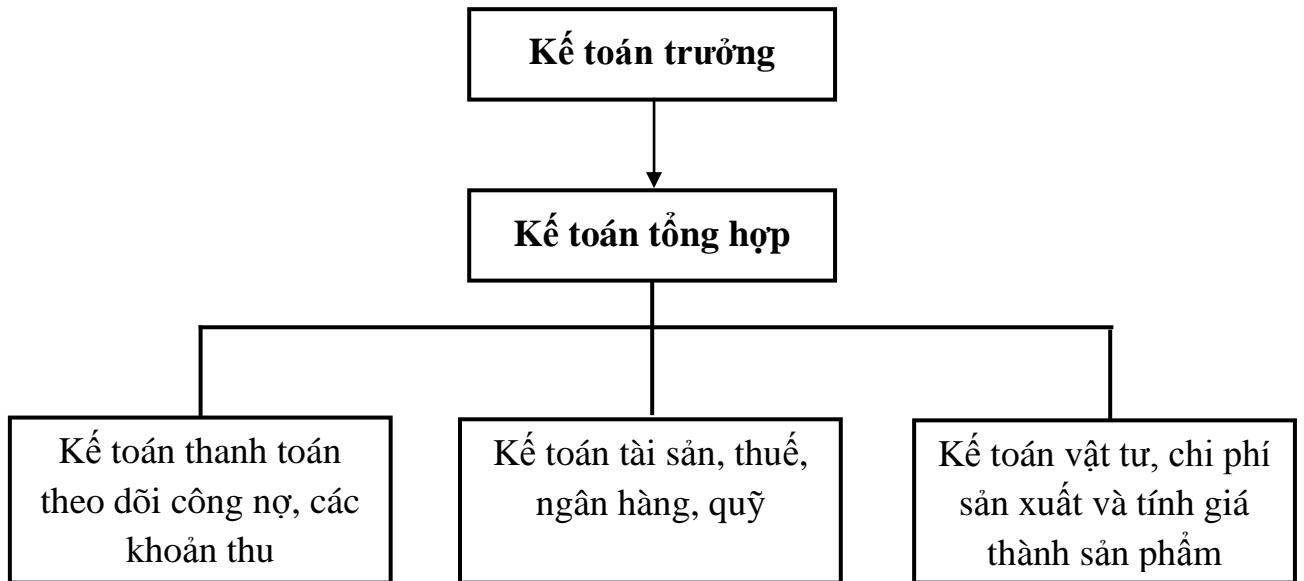 Kế toán trưởng
Kế toán tổng hợp
Kế toán thanh toán
theo dõi công nợ, các
khoản thu
Kế toán tài sản, thuế,
ngân hàng, quỹ
Kế toán vật tư, chi phí
sản xuất và tính giá
thành sản phẩm